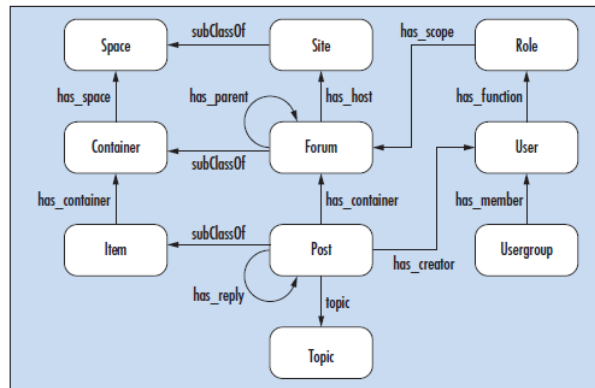 Space
subClassOf
Site
has_scope
Role
has_space
has_parent
has_host
has_function
Container
subClassOf
Forum
User
has_container
has_container
has_member
Item
subClassOf
Post
has_creator
Usergroup
has_reply
topic
Topic